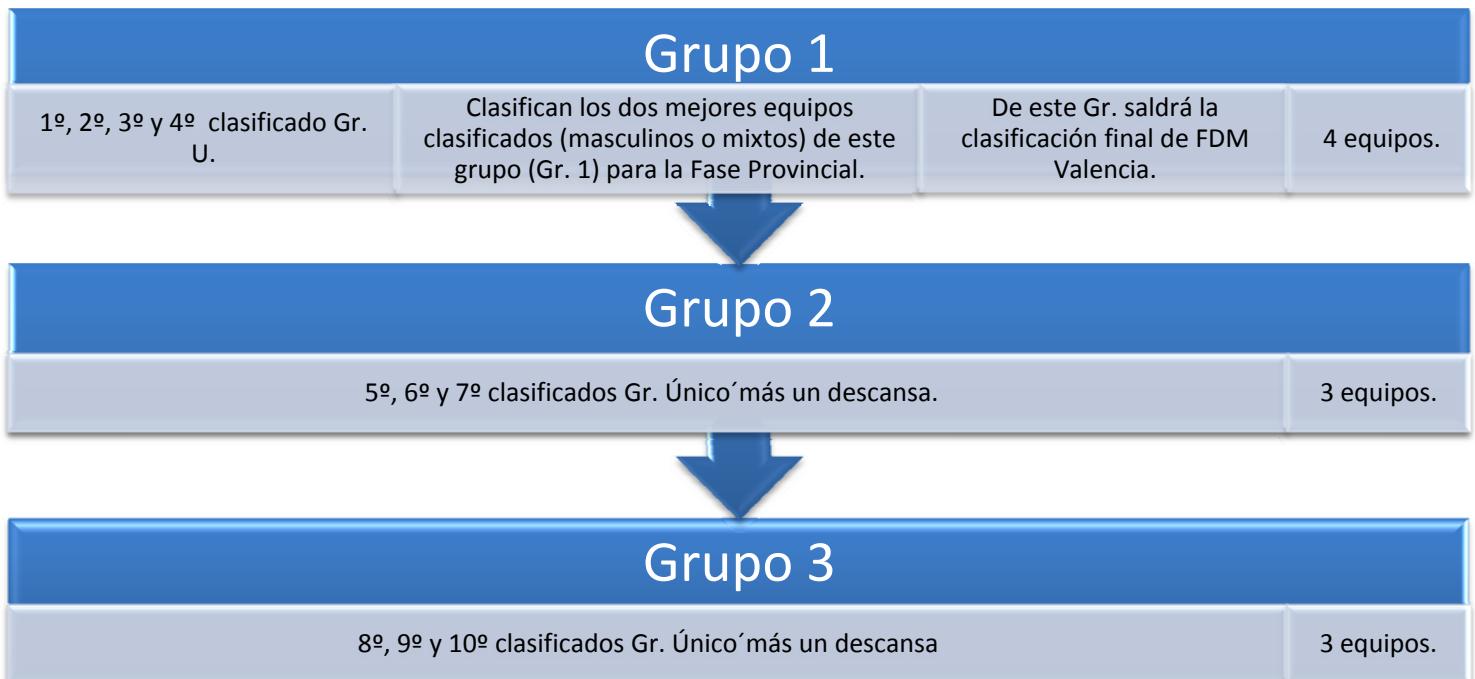 Grupo 1
1º, 2º, 3º y 4º clasificado Gr.
U.
Clasifican los dos mejores equipos
clasificados (masculinos o mixtos) de este
grupo (Gr. 1) para la Fase Provincial.
De este Gr. saldrá la
clasificación final de FDM
Valencia.
4 equipos.
Grupo 2
5º, 6º y 7º clasificados Gr. Único´más un descansa.
3 equipos.
Grupo 3
8º, 9º y 10º clasificados Gr. Único´más un descansa
3 equipos.